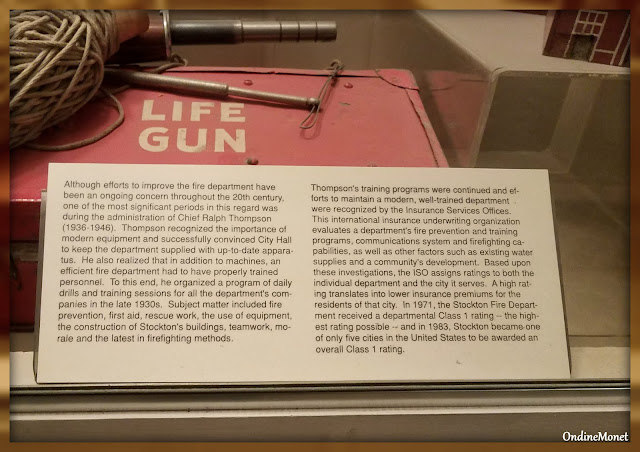 LIFE
GUN
Although efforts to improve the fire department have
been an ongoing concern throughout the 20th century,
one of the most significant periods in this regard was
during the administration of Chief Ralph Thompson
(1936-1946).  Thompson recognized the importance of
modern equipment and successfully convinced City Hall
to keep the department supplied with up-to-date appara-
tus.  He also realized that in addition to machines, an
efficient fire department had to have properly trained
personnel.  To this end, he organized a program of daily
drills and training sessions for all the department's com-
panies in the late 1930s.  Subject matter included fire
prevention, first aid, rescue work, the use of equipment,
the construction of Stockton's buildings, teamwork, mo-
rale and the latest in firefighting methods.
Thompson's training programs were continued and ef-
forts to maintain a modern, well-trained department
were recognized by the Insurance Services Offices.
This international insurance underwriting organization
evaluates a department's fire prevention and training
programs, communications system and firefighting ca-
pabilities, as well as other factors such as existing water
supplies and a community's development.  Based upon
these investigations, the ISO assigns ratings to both the
individual department and the city it serves.  A high rat-
ing translates into lower insurance premiums for the
residents of that city.  In 1971, the Stockton Fire Depart-
ment received a departmental Class 1 rating -- the high-
est rating possible -- and in 1983, Stockton became one
of only five cities in the United States to be awarded an
overall Class 1 rating.
OndineMonet